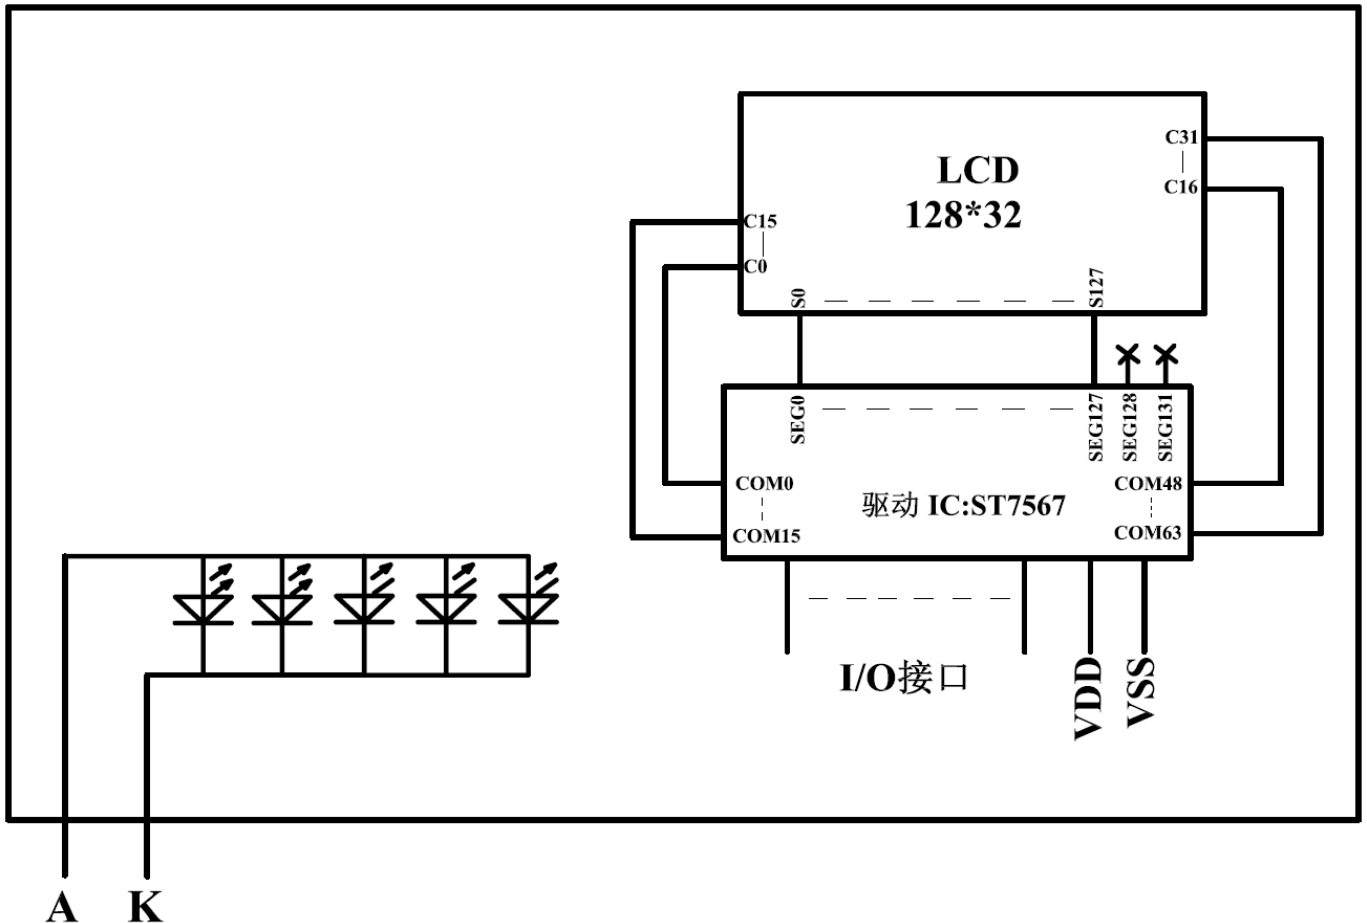 C31
LCD
C16
128*32
C15
C0
S0
S127
SEG0
SEG127
SEG128
SEG131
COM0
COM48
驱动 IC:ST7567
COM15
COM63
I/O接口
VDD
VSS
A
K